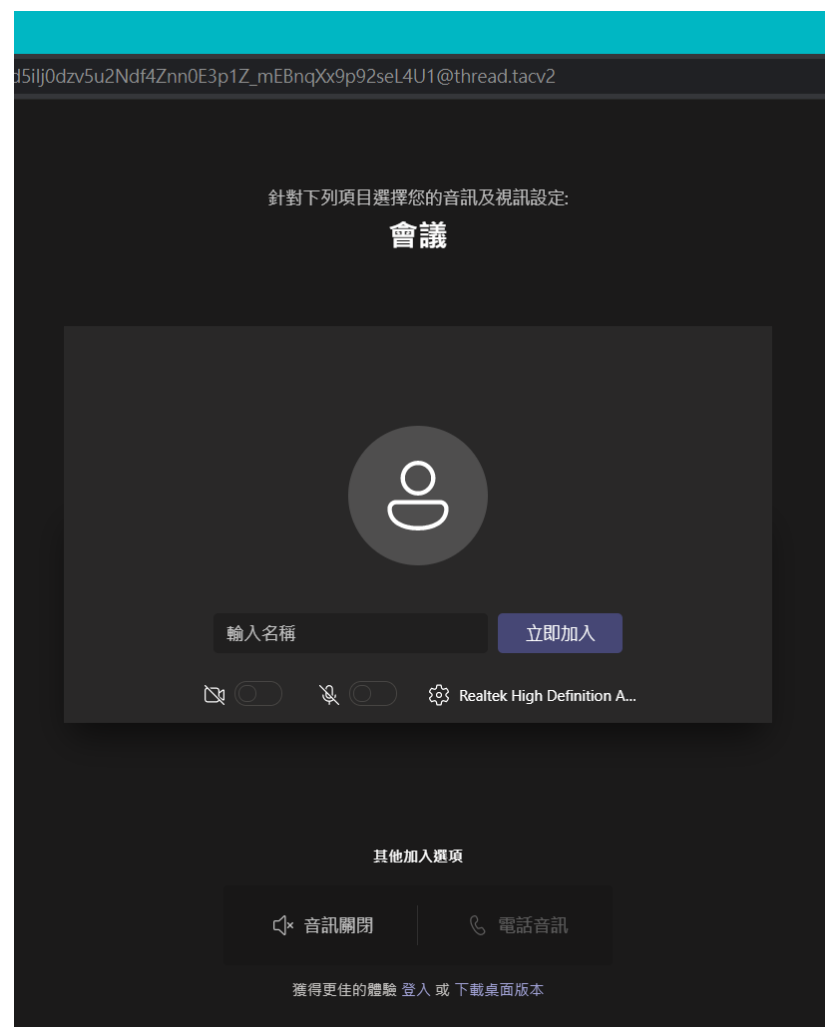 d5ilj0dzv5u2Ndf4Znn0E3p1Z_mEBnqXx9p92seL4U1@thread.tacv2
針對下列項目選擇您的音訊及視訊設定:
會議
輸入名稱
立即加入
Realtek High Definition A...
其他加入選項
音訊關閉
電話音訊
獲得更佳的體驗 登入 或 下載桌面版本